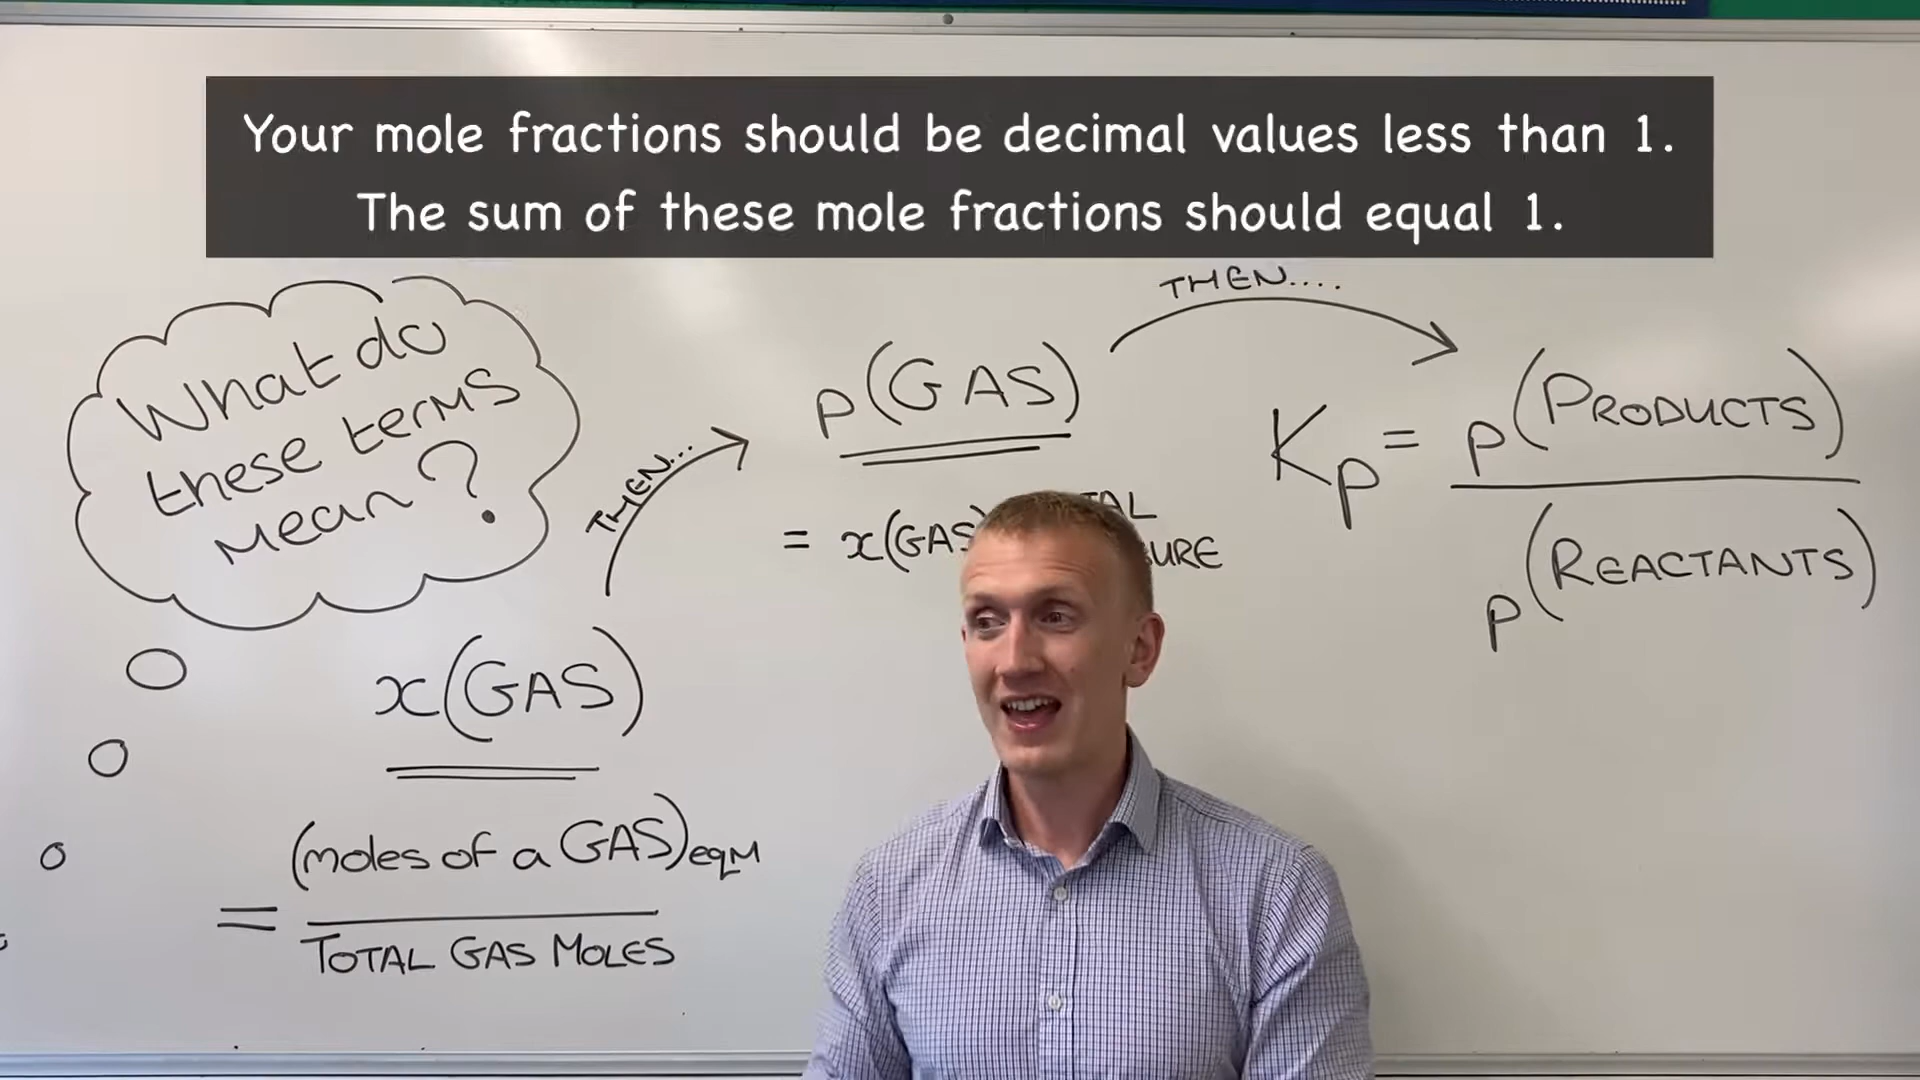 Your mole fractions should be decimal values less than 1.
The sum of these mole fractions should equal 1.
What do
these terms
mean?
THEN...
x(GAS)
= (moles of a GAS)eqm
TOTAL GAS MOLES
p(GAS)
= x(GAS)
THEN....
Kp = p(PRODUCTS)
p(REACTANTS)